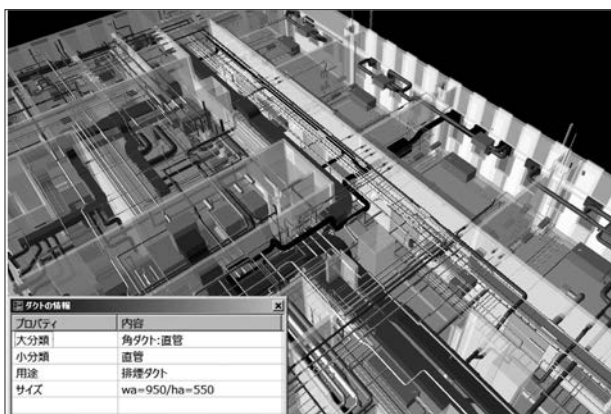 ダクトの情報
プロパティ 内容
大分類 角ダクト:直管
小分類 直管
用途 排煙ダクト
サイズ wa=950/ha=550